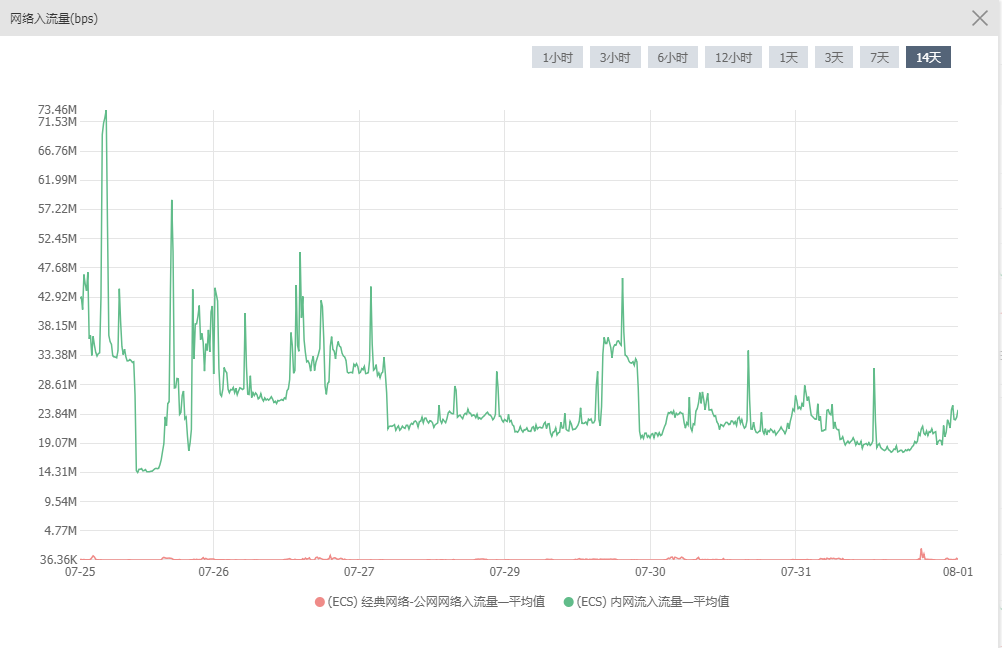 网络入流量(bps)
1小时 3小时 6小时 12小时 1天 3天 7天 14天
73.46M
71.53M
66.76M
61.99M
57.22M
52.45M
47.68M
42.92M
38.15M
33.38M
28.61M
23.84M
19.07M
14.31M
9.54M
4.77M
36.36K
07-25 07-26 07-27 07-29 07-30 07-31 08-01
(ECS) 经典网络-公网网络入流量—平均值 (ECS) 内网流入流量—平均值